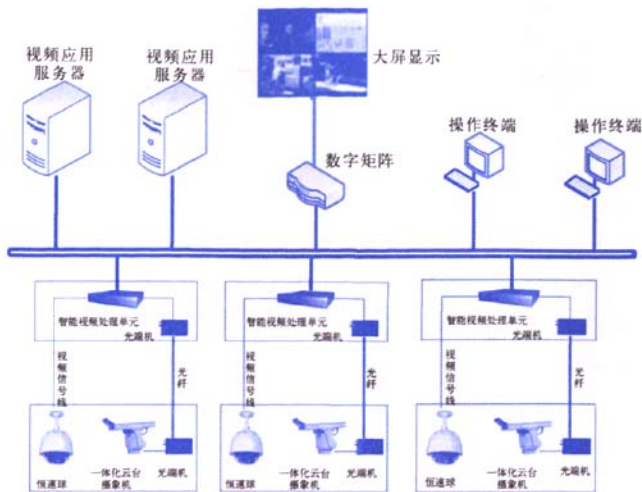 视频应用
服务器
视频应用
服务器
大屏显示
数字矩阵
操作终端
操作终端
智能视频处理单元
光端机
智能视频处理单元
光端机
智能视频处理单元
光端机
视频信号线
光纤
视频信号线
光纤
视频信号线
光纤
恒速球
一体化云台
摄象机
光端机
恒速球
一体化云台
摄象机
光端机
恒速球
一体化云台
摄象机
光端机